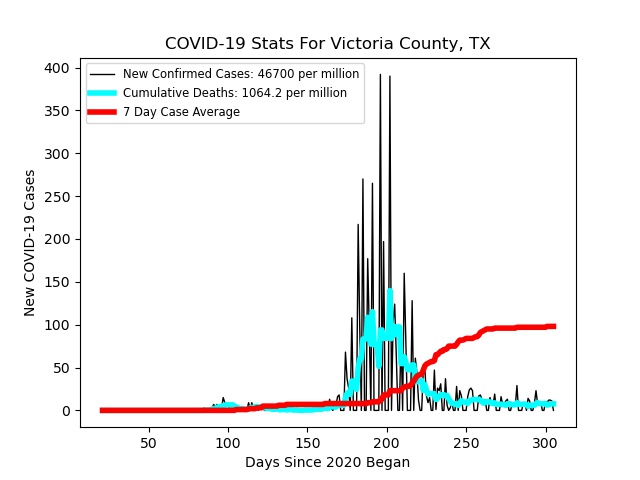 COVID-19 Stats For Victoria County, TX
New Confirmed Cases: 46700 per million
Cumulative Deaths: 1064.2 per million
7 Day Case Average
400
350
300
250
200
150
100
50
0
New COVID-19 Cases
50 100 150 200 250 300
Days Since 2020 Began